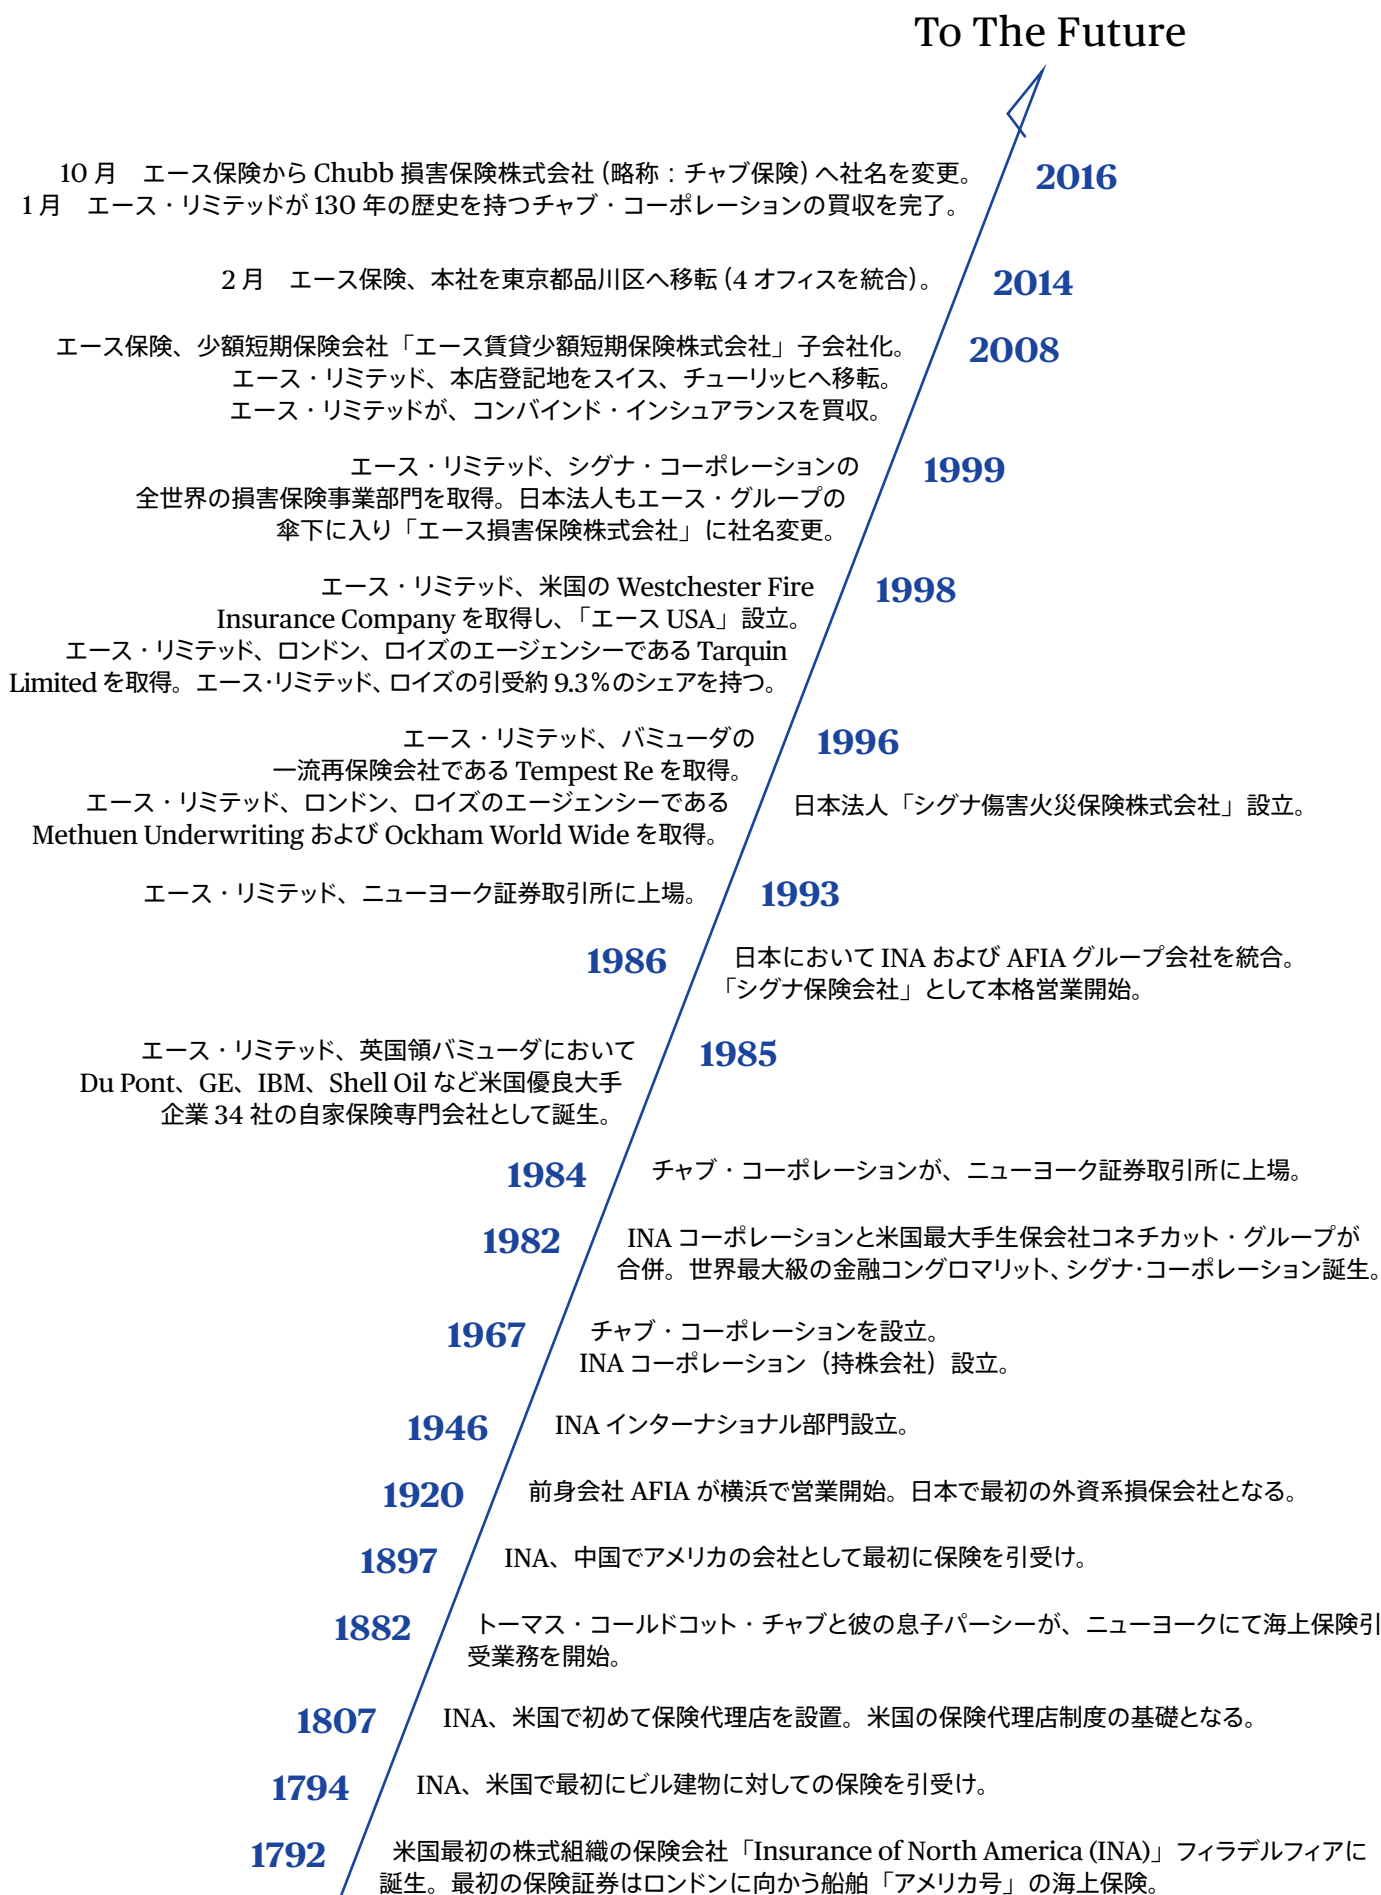 To The Future
10 月　エース保険から Chubb 損害保険株式会社 (略称：チャブ保険) へ社名を変更。
2016
1 月　エース・リミテッドが 130 年の歴史を持つチャブ・コーポレーションの買収を完了。
2 月　エース保険、本社を東京都品川区へ移転 (4 オフィスを統合)。
2014
エース保険、少額短期保険会社「エース賃貸少額短期保険株式会社」子会社化。
2008
エース・リミテッド、本店登記地をスイス、チューリッヒへ移転。
エース・リミテッドが、コンバインド・インシュアランスを買収。
エース・リミテッド、シグナ・コーポレーションの
1999
全世界の損害保険事業部門を取得。日本法人もエース・グループの
傘下に入り「エース損害保険株式会社」に社名変更。
エース・リミテッド、米国の Westchester Fire
1998
Insurance Company を取得し、「エース USA」設立。
エース・リミテッド、ロンドン、ロイズのエージェンシーである Tarquin
Limited を取得。エース・リミテッド、ロイズの引受約 9.3％のシェアを持つ。
エース・リミテッド、バミューダの
1996
一流再保険会社である Tempest Re を取得。
エース・リミテッド、ロンドン、ロイズのエージェンシーである
Methuen Underwriting および Ockham World Wide を取得。
日本法人「シグナ傷害火災保険株式会社」設立。
エース・リミテッド、ニューヨーク証券取引所に上場。
1993
1986
日本において INA および AFIA グループ会社を統合。
「シグナ保険会社」として本格営業開始。
エース・リミテッド、英国領バミューダにおいて
1985
Du Pont、GE、IBM、Shell Oil など米国優良大手
企業 34 社の自家保険専門会社として誕生。
1984
チャブ・コーポレーションが、ニューヨーク証券取引所に上場。
1982
INA コーポレーションと米国最大手生保会社コネチカット・グループが
合併。世界最大級の金融コングロマリット、シグナ・コーポレーション誕生。
1967
チャブ・コーポレーションを設立。
INA コーポレーション（持株会社）設立。
1946
INA インターナショナル部門設立。
1920
前身会社 AFIA が横浜で営業開始。日本で最初の外資系損保会社となる。
1897
INA、中国でアメリカの会社として最初に保険を引受け。
1882
トーマス・コールドコット・チャブと彼の息子パーシーが、ニューヨークにて海上保険引
受業務を開始。
1807
INA、米国で初めて保険代理店を設置。米国の保険代理店制度の基礎となる。
1794
INA、米国で最初にビル建物に対しての保険を引受け。
1792
米国最初の株式組織の保険会社「Insurance of North America (INA)」フィラデルフィアに
誕生。最初の保険証券はロンドンに向かう船舶「アメリカ号」の海上保険。